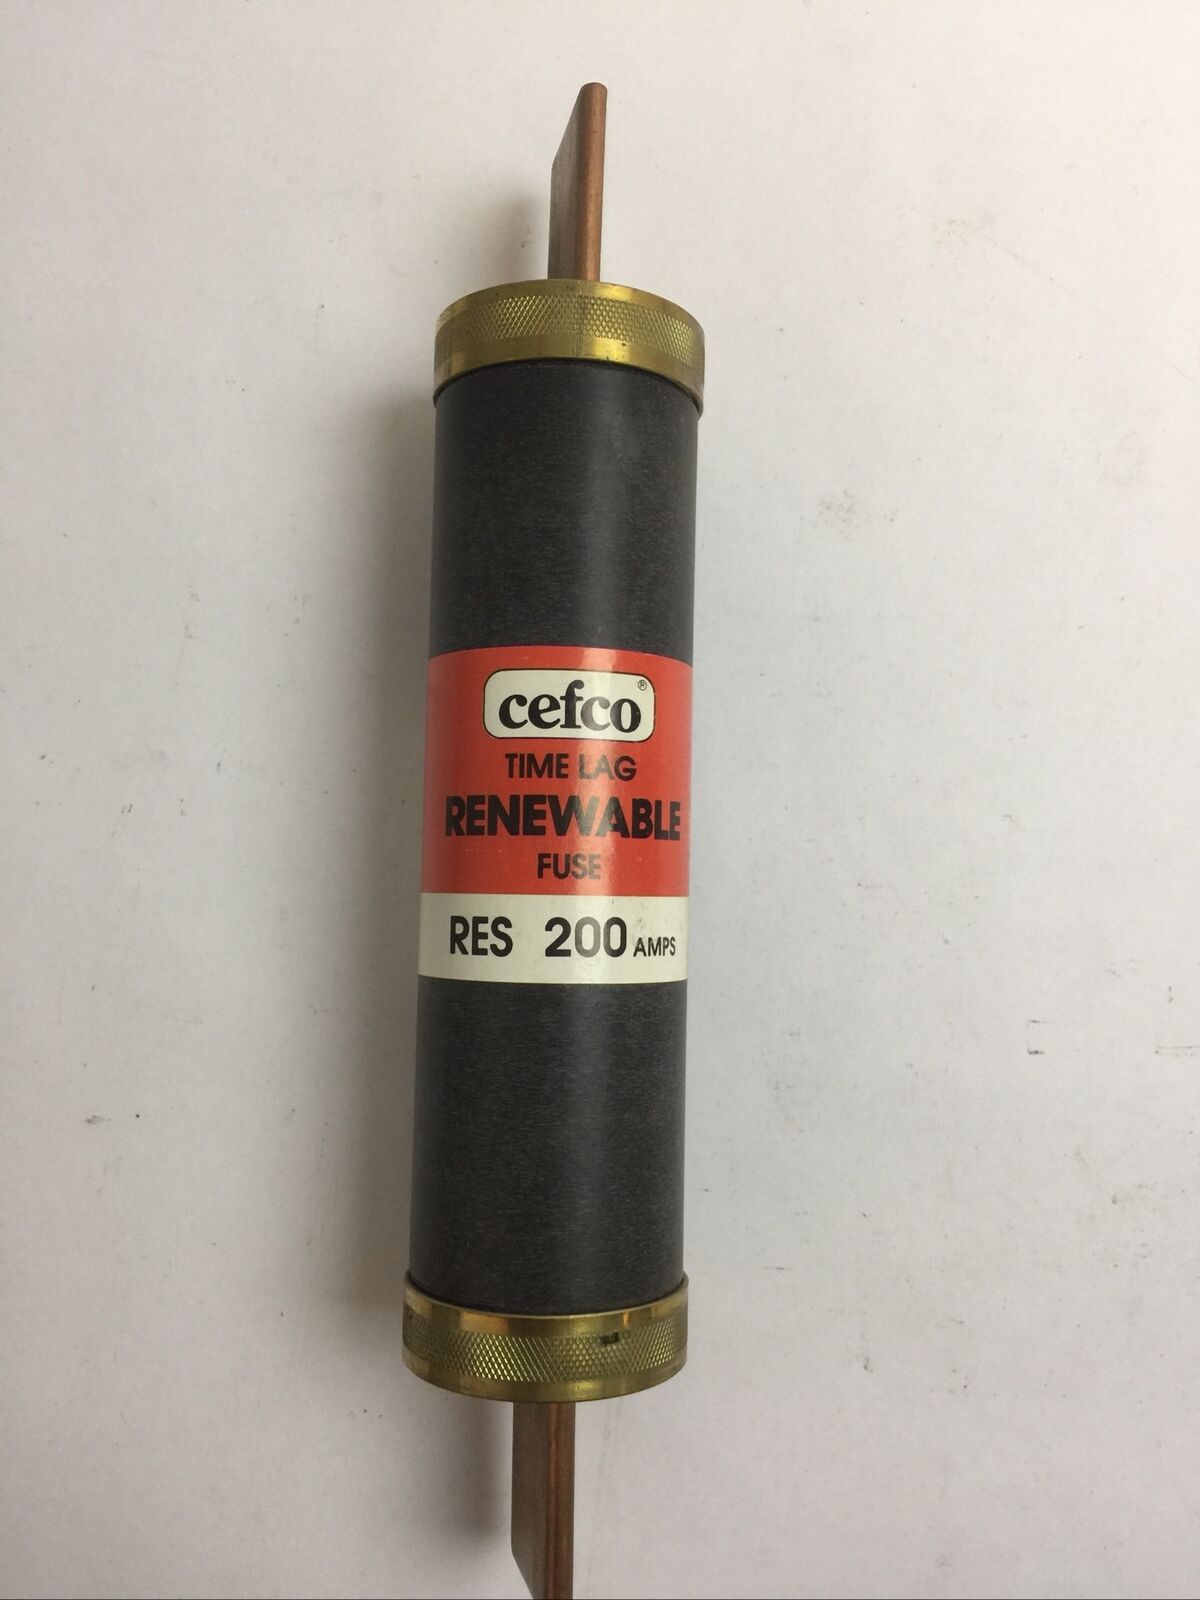 cefco®
TIME LAG
RENEWABLE
FUSE
RES 200 AMPS